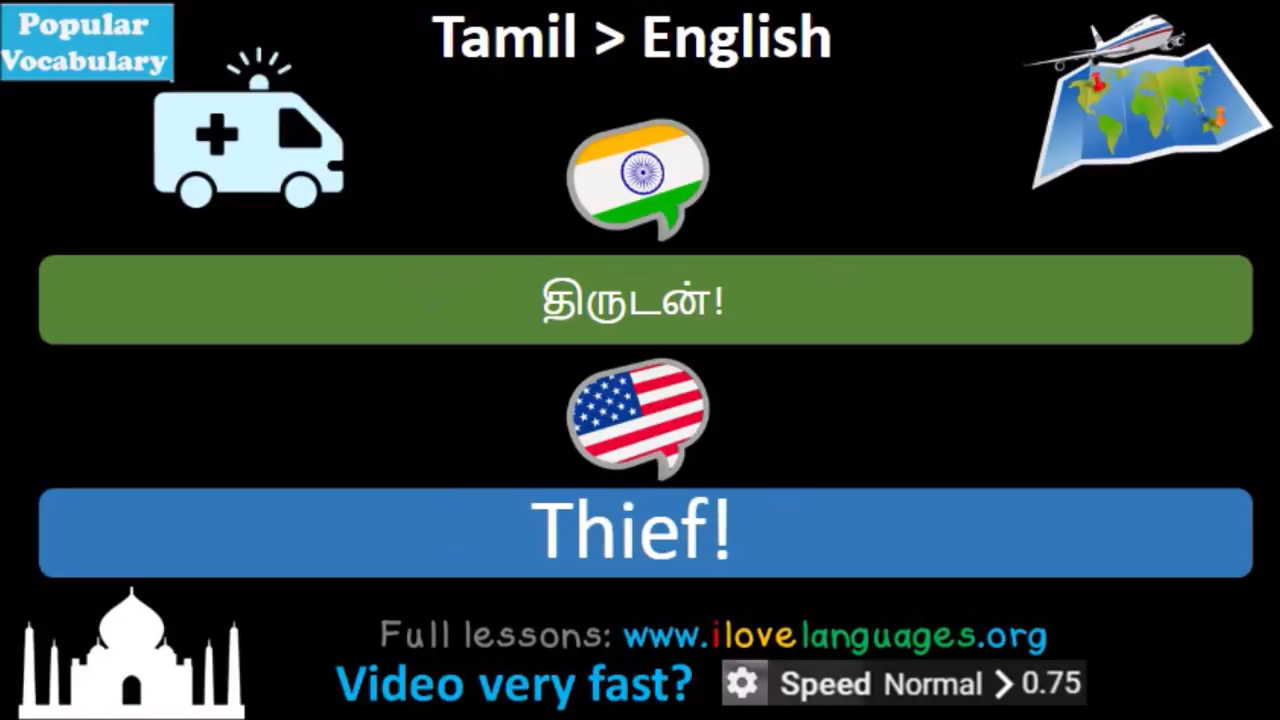 Popular
Vocabulary
Tamil > English
திருடன்!
Thief!
Full lessons: www.ilovelanguages.org
Video very fast? Speed Normal > 0.75